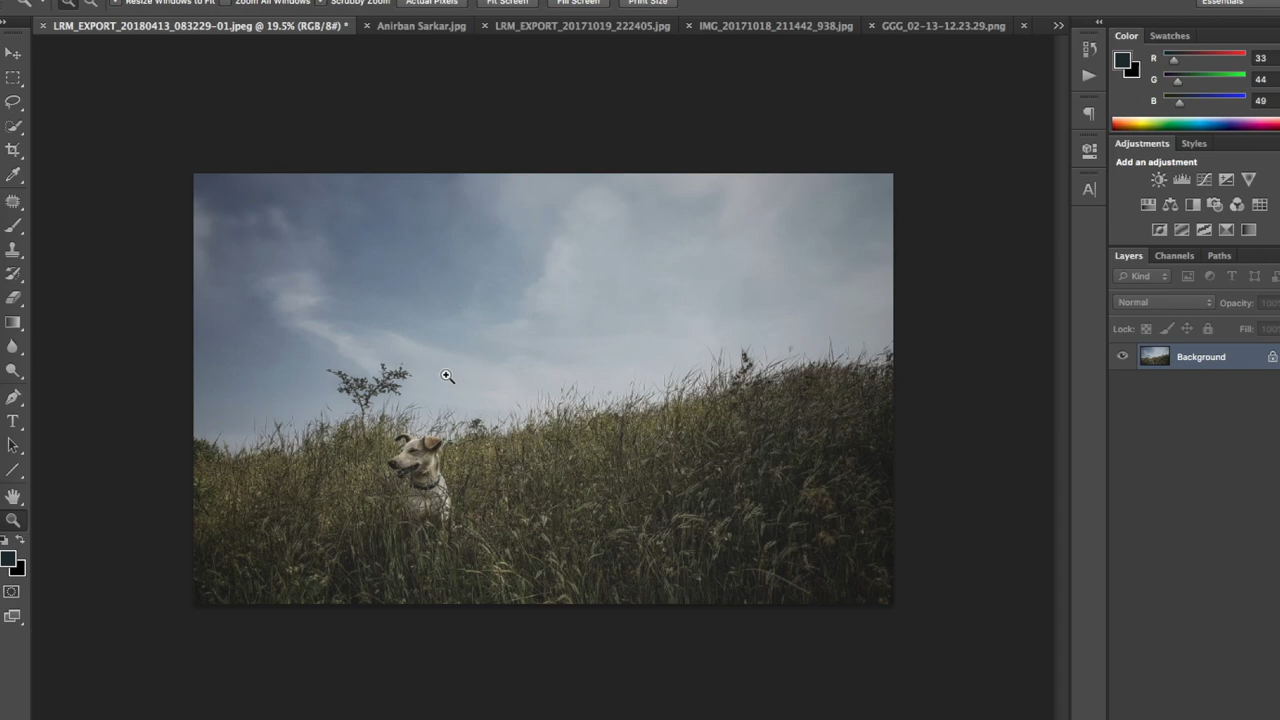 Resize Windows to Fit Zoom All Windows Scrubby Zoom Actual Pixels Fit Screen Fill Screen Print Size Essentials
LRM_EXPORT_20180413_083229~01.jpeg @ 19.5% (RGB/8#) * Anirban Sarkar.jpg LRM_EXPORT_20171019_222405.jpg IMG_20171018_211442_938.jpg GGG_02-13-12.23.29.png
Color Swatches
R 33
G 44
B 49
Adjustments Styles
Add an adjustment
Layers Channels Paths
Kind
Normal Opacity: 100
Lock: Fill: 100
Background